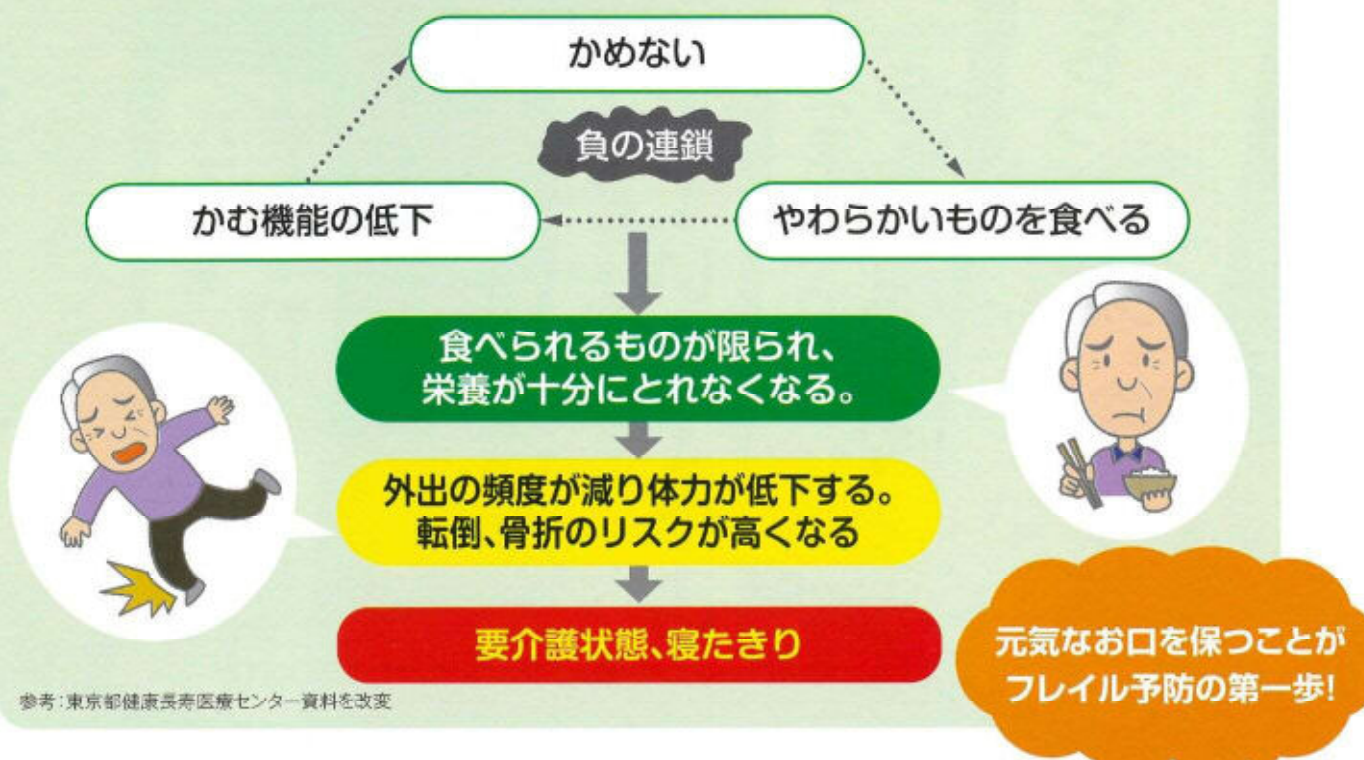 かめない
負の連鎖
かむ機能の低下
やわらかいものを食べる
食べられるものが限られ、
栄養が十分にとれなくなる。
外出の頻度が減り体力が低下する。
転倒、骨折のリスクが高くなる
要介護状態、寝たきり
元気なお口を保つことが
フレイル予防の第一歩!
参考:東京都健康長寿医療センター資料を改変